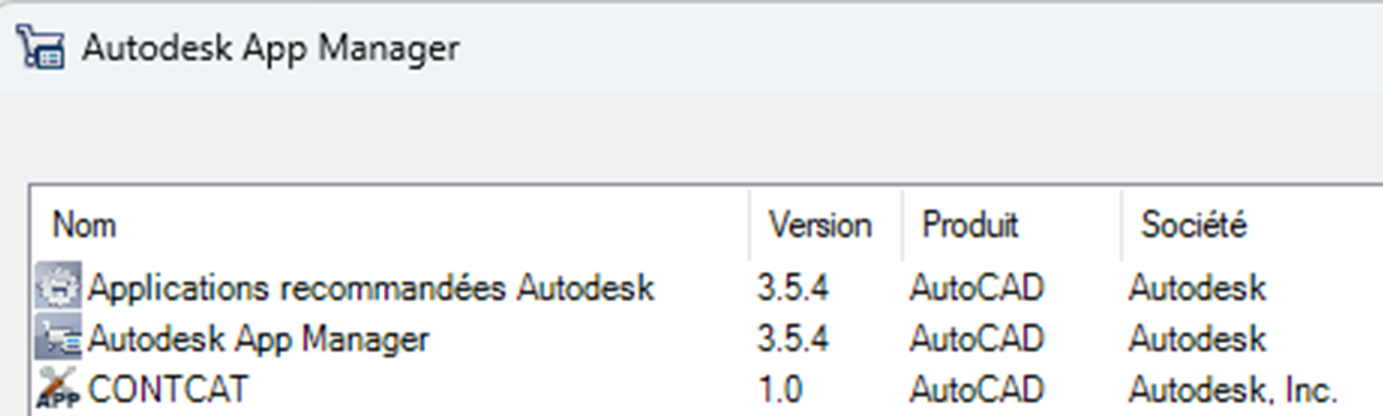 Autodesk App Manager
Nom Version Produit Société
Applications recommandées Autodesk 3.5.4 AutoCAD Autodesk
Autodesk App Manager 3.5.4 AutoCAD Autodesk
APP CONTCAT 1.0 AutoCAD Autodesk, Inc.